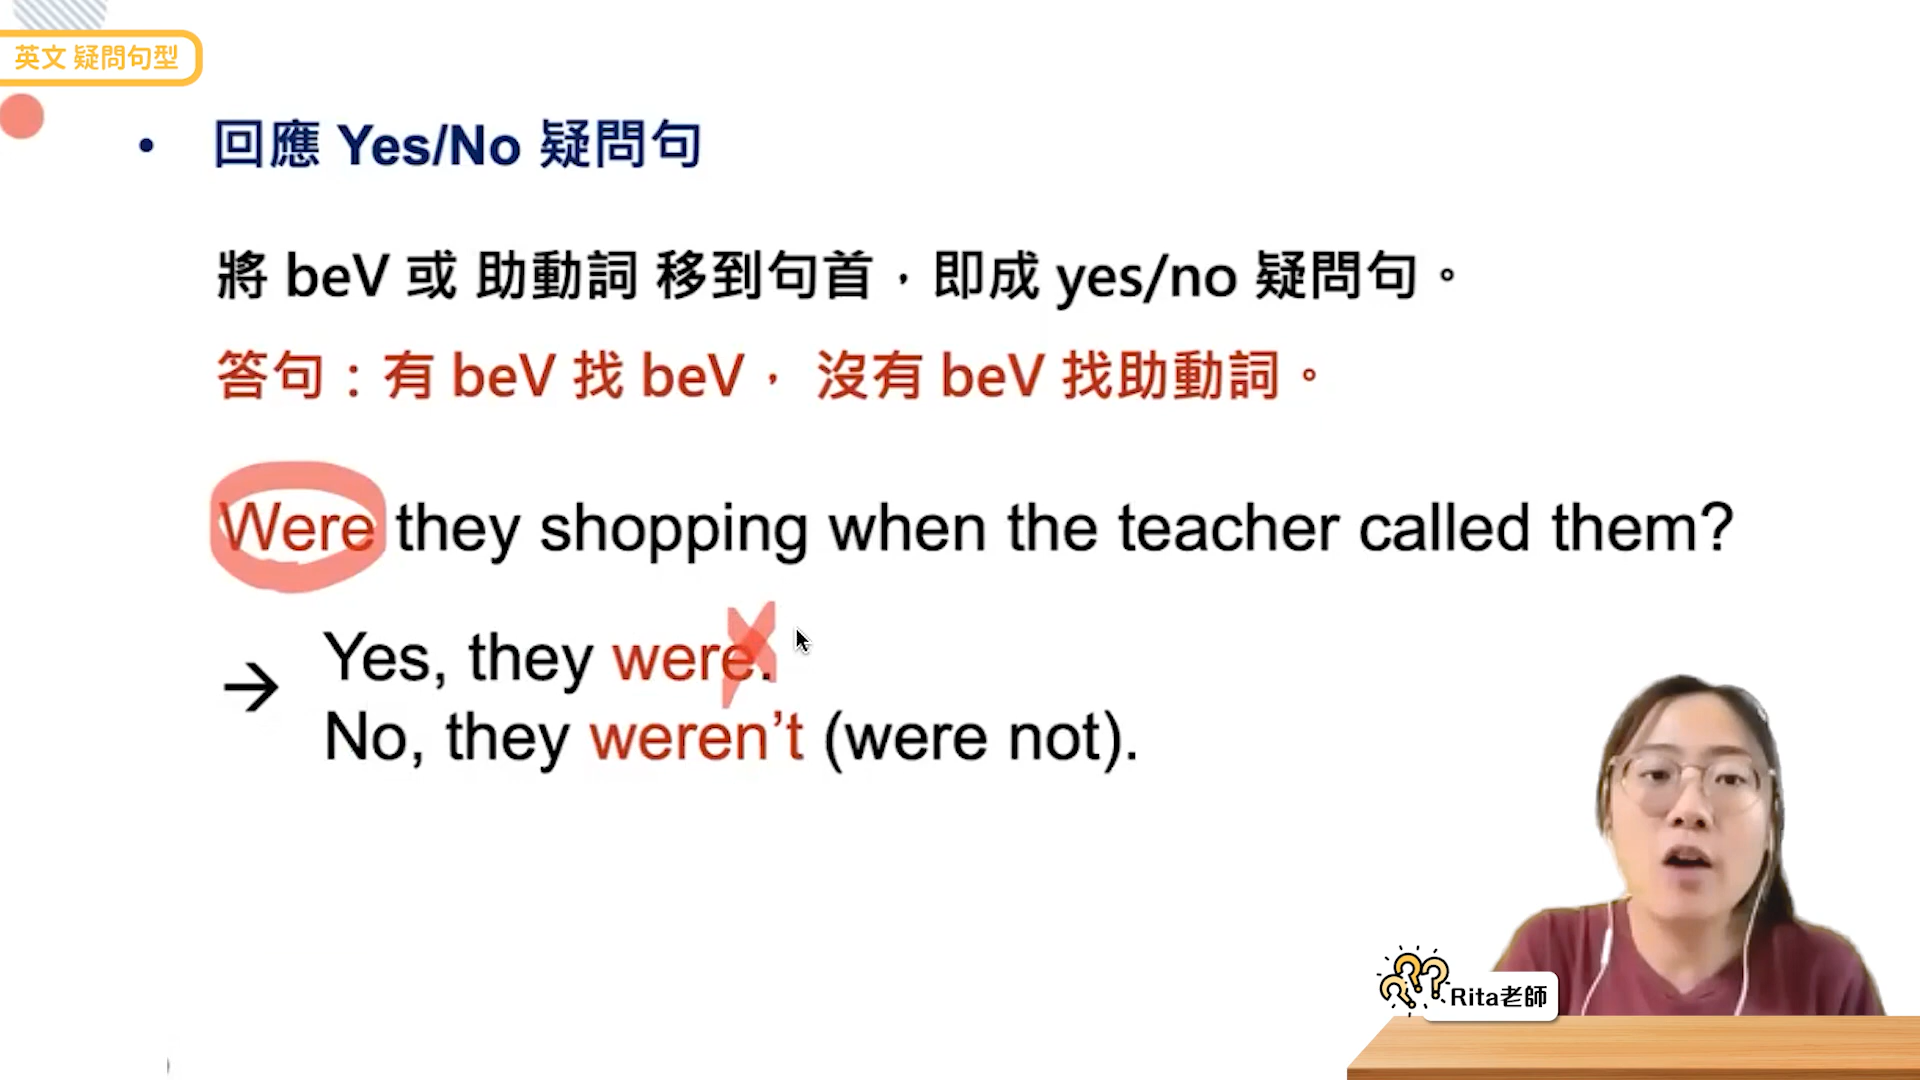 英文 疑問句型
• 回應 Yes/No 疑問句
將 beV 或 助動詞 移到句首，即成 yes/no 疑問句。
答句：有 beV 找 beV， 沒有 beV 找助動詞。
Were they shopping when the teacher called them?
→ Yes, they were.
No, they weren’t (were not).
Rita老師